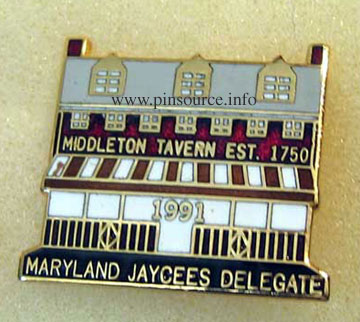 www.pinsource.info
MIDDLETON TAVERN EST. 1750
1991
MARYLAND JAYCEES DELEGATE